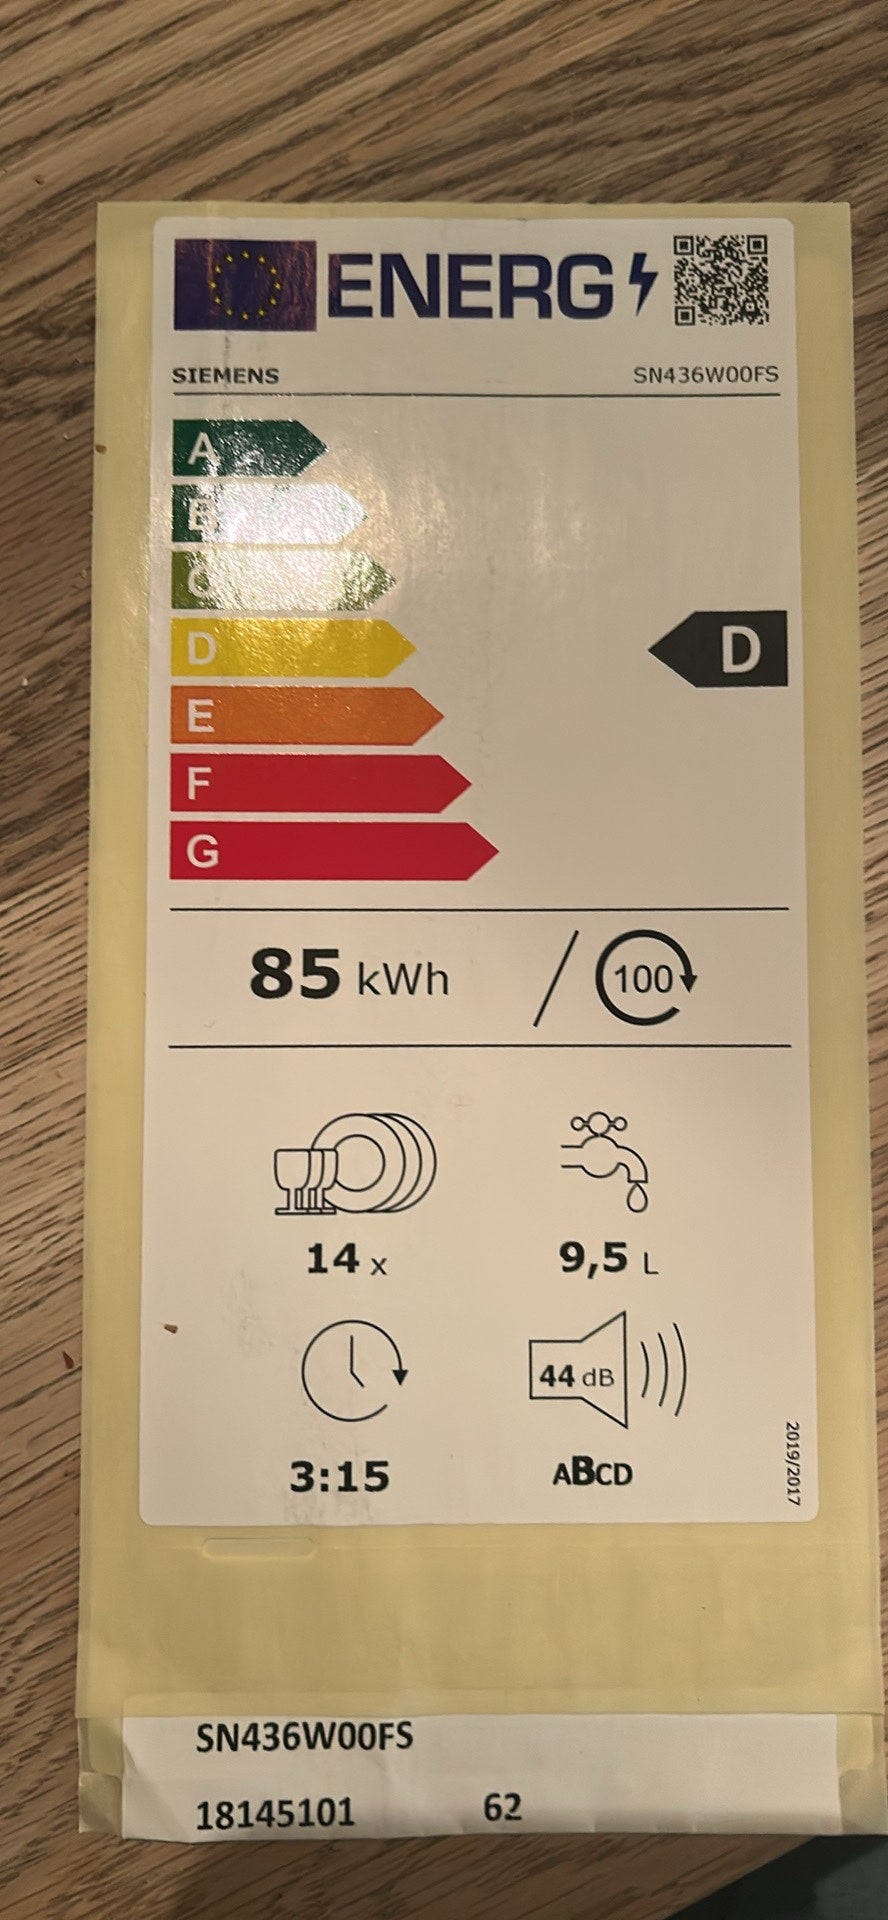 ENERG
SIEMENS SN436W00FS
A
B
C
D D
E
F
G
85 kWh / 100
14 x 9,5 L
44 dB
3:15 ABCD
2019/2017
SN436W00FS
18145101 62